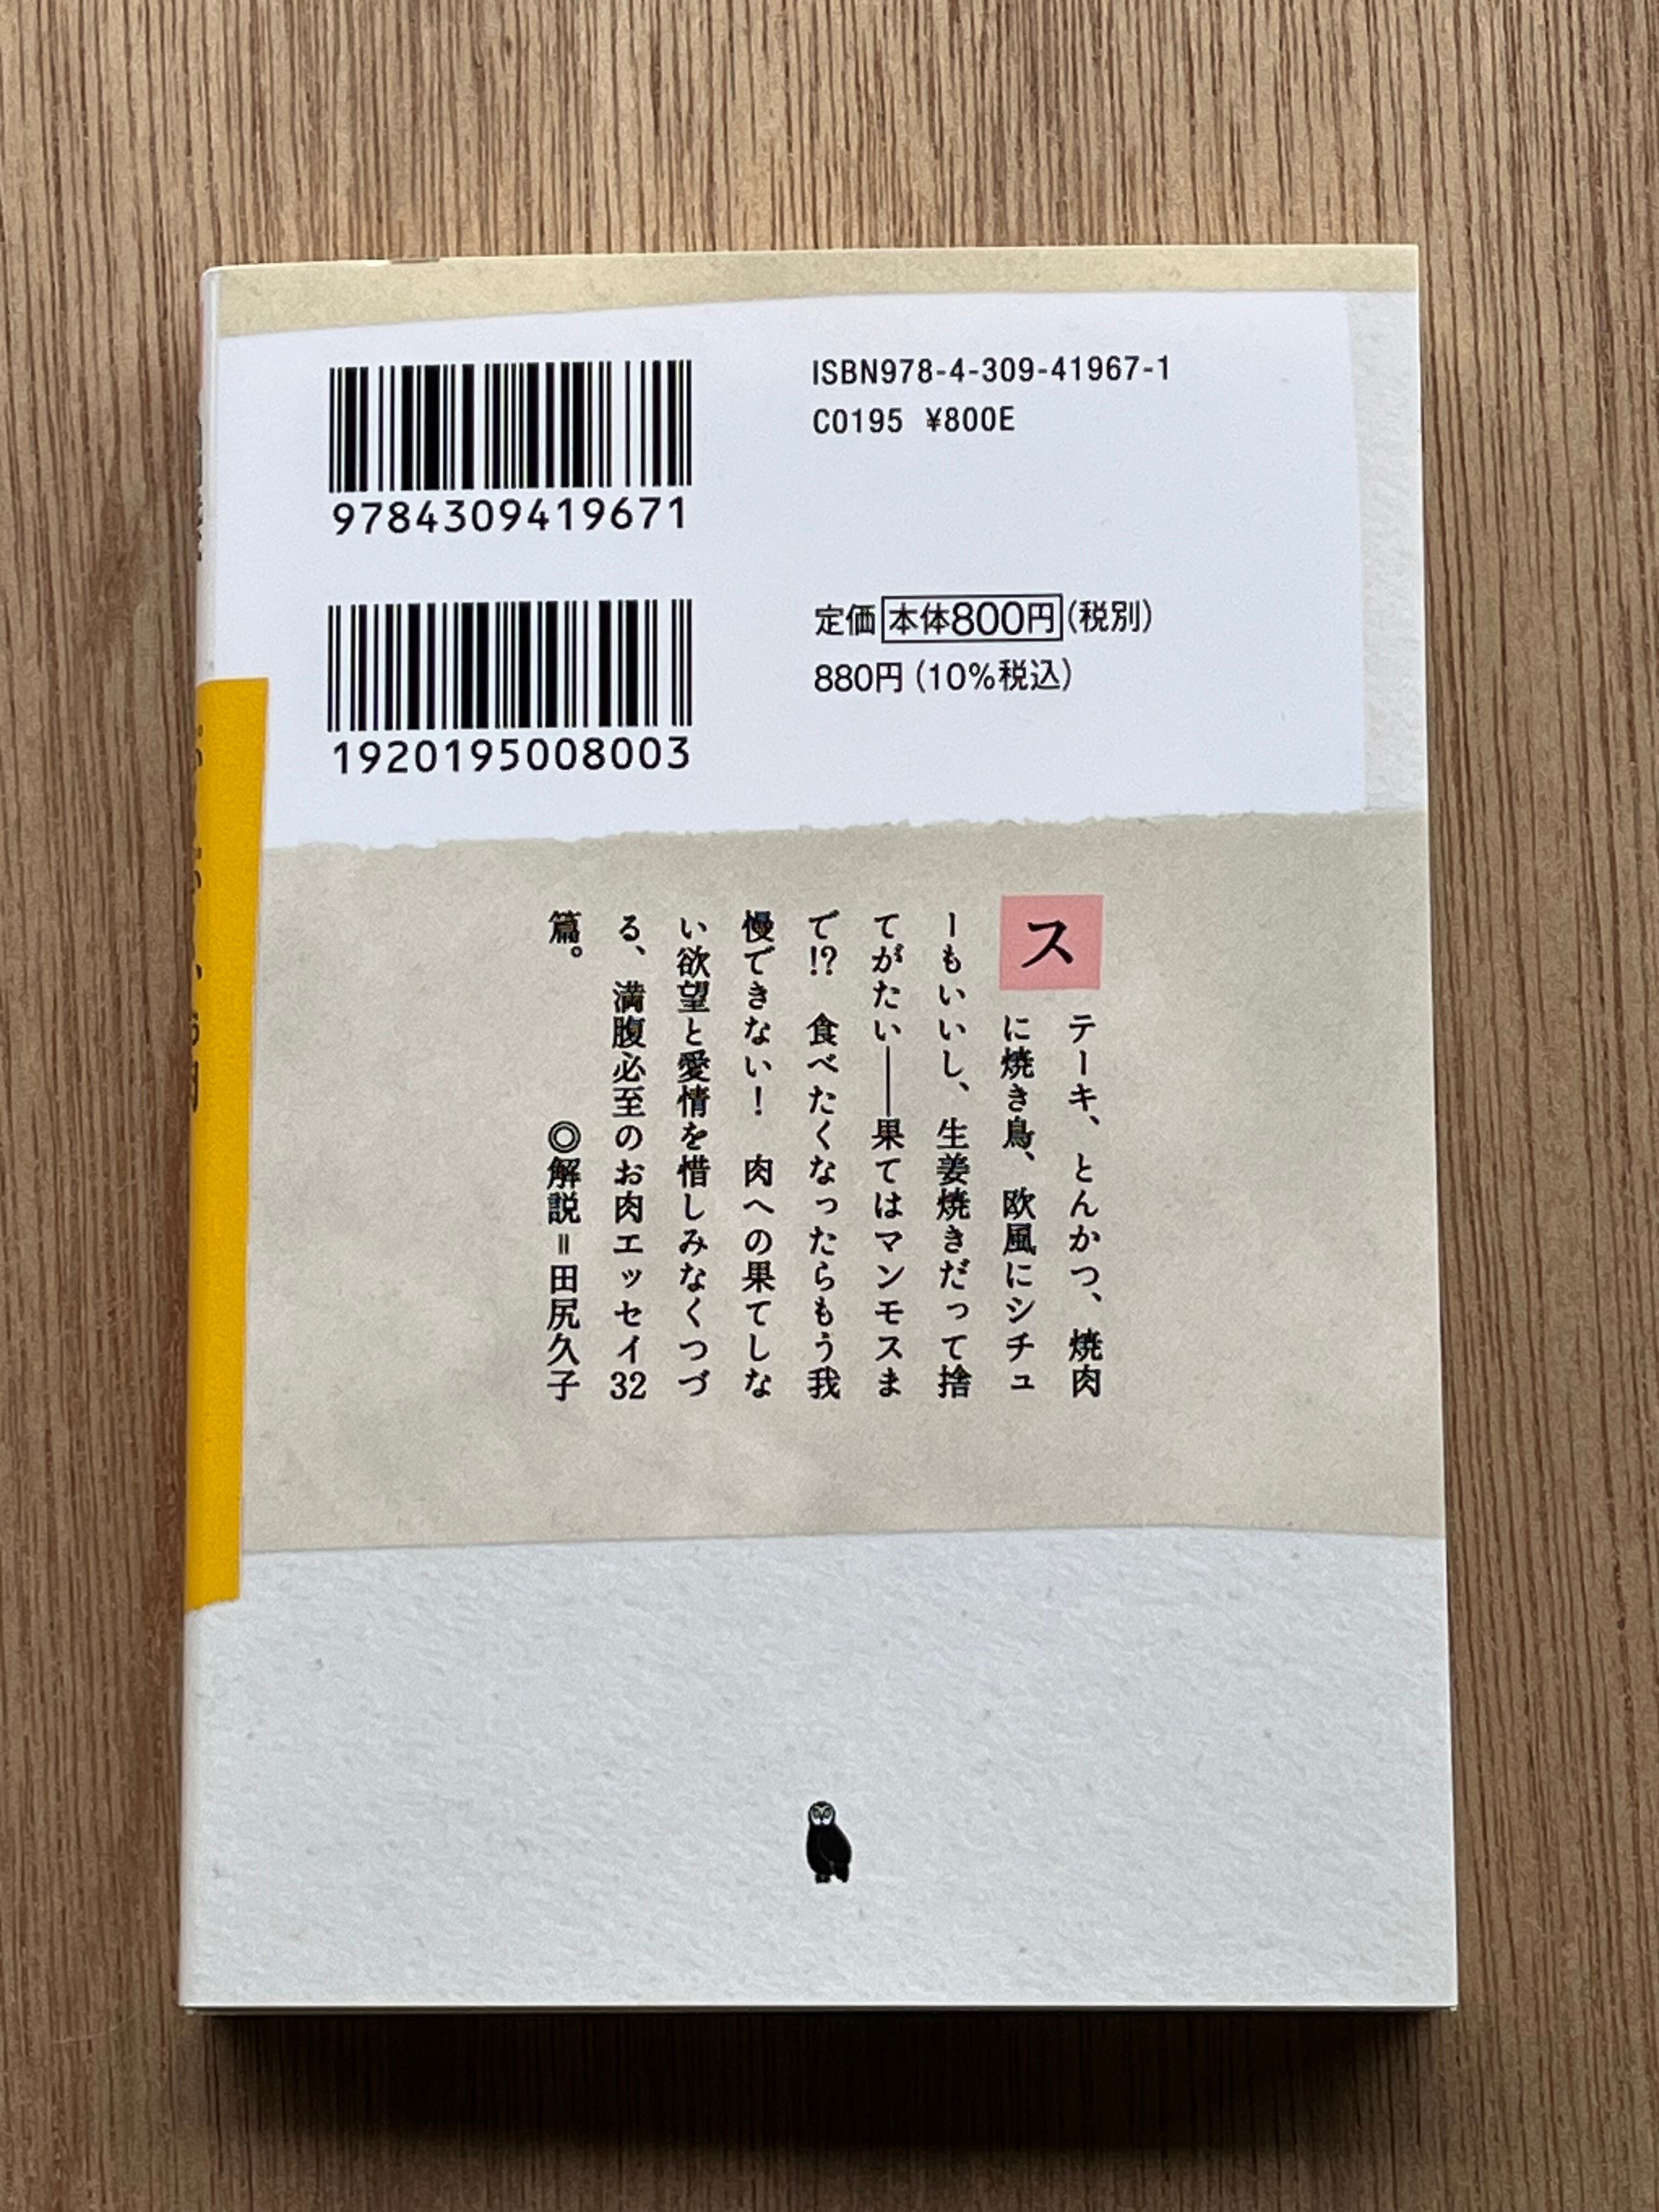 ISBN978-4-309-41967-1
C0195 ¥800E
9784309419671
定価本体800円(税別)
880円(10%税込)
1920195008003
ステーキ、とんかつ、焼肉
に焼き鳥、欧風にシチュ
ーもいいし、生姜焼きだって捨
てがたい――果てはマンモスま
で!? 食べたくなったらもう我
慢できない! 肉への果てしな
い欲望と愛情を惜しみなくつづ
る、満腹必至のお肉エッセイ32
篇。 ◎解説=田尻久子